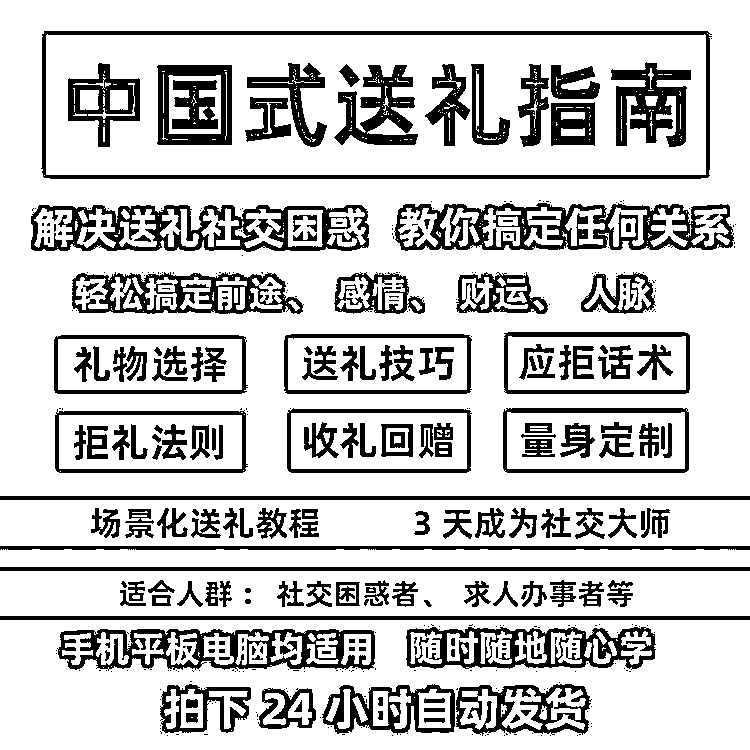 中国式送礼指南
解决送礼社交困惑 教你搞定任何关系
轻松搞定前途、 感情、 财运、 人脉
礼物选择 送礼技巧 应拒话术
拒礼法则 收礼回赠 量身定制
场景化送礼教程 3 天成为社交大师
适合人群： 社交困惑者、 求人办事者等
手机平板电脑均适用 随时随地随心学
拍下 24 小时自动发货